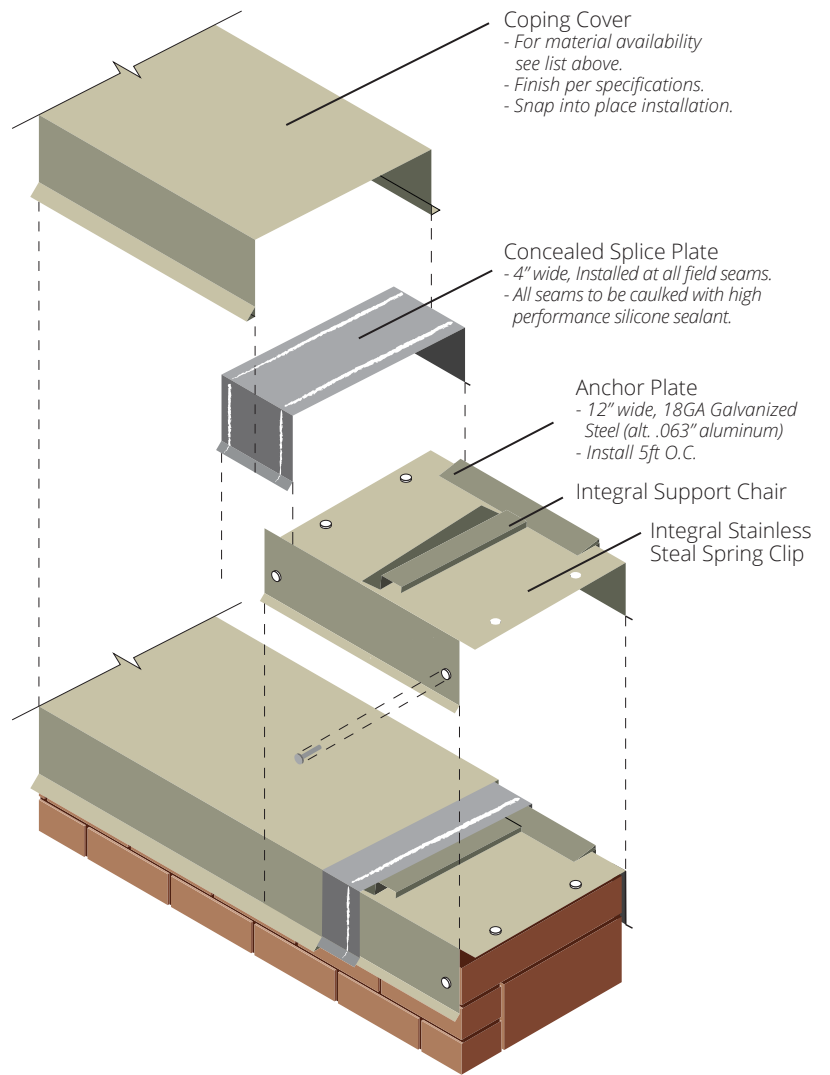 Coping Cover
- For material availability
see list above.
- Finish per specifications.
- Snap into place installation.
Concealed Splice Plate
- 4” wide, Installed at all field seams.
- All seams to be caulked with high
performance silicone sealant.
Anchor Plate
- 12” wide, 18GA Galvanized
Steel (alt. .063” aluminum)
- Install 5ft O.C.
Integral Support Chair
Integral Stainless
Steal Spring Clip